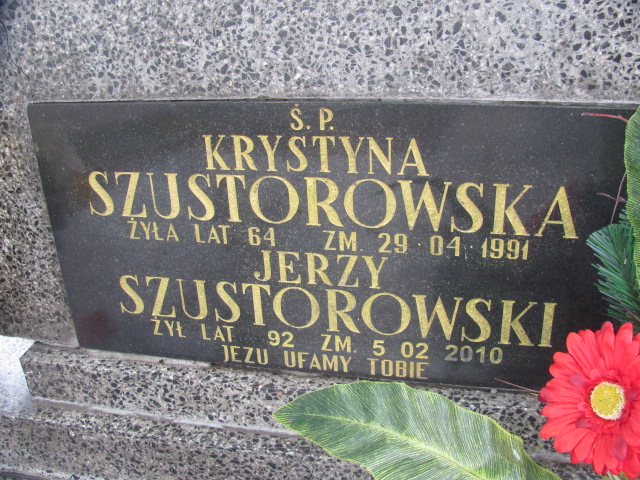 Ś. P.
KRYSTYNA
SZUSTOROWSKA
ŻYŁA LAT 64 ZM. 29 04 1991
JERZY
SZUSTOROWSKI
ŻYŁ LAT 92 ZM. 5 02 2010
JEZU UFAMY TOBIE